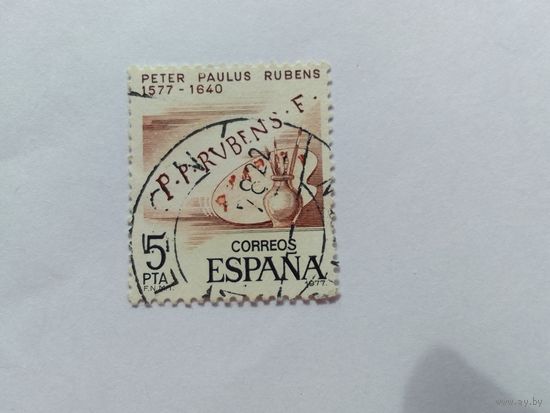 PETER PAULUS RUBENS
1577 - 1640
P.P.RVBENS.F.
5
PTA
CORREOS
ESPAÑA
F.N.M.T.
1977
www.ay.by